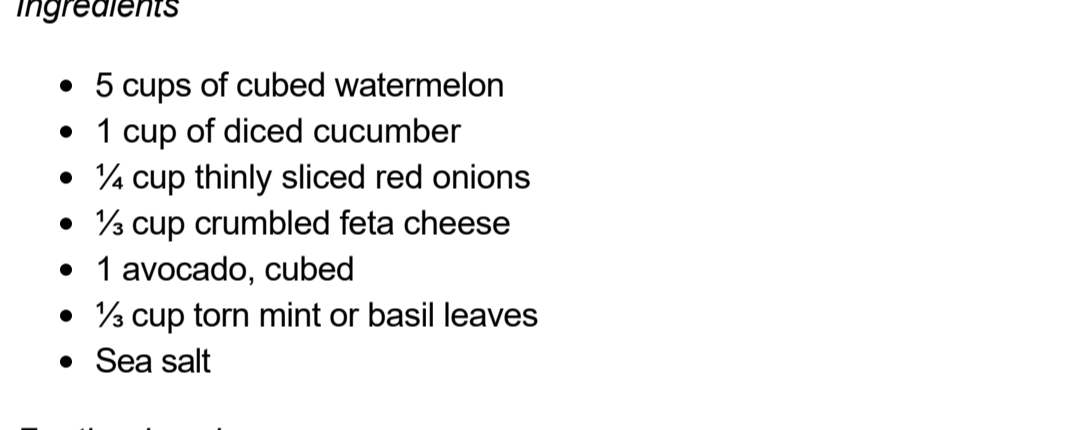 Ingredients
• 5 cups of cubed watermelon
• 1 cup of diced cucumber
• ¼ cup thinly sliced red onions
• ⅓ cup crumbled feta cheese
• 1 avocado, cubed
• ⅓ cup torn mint or basil leaves
• Sea salt